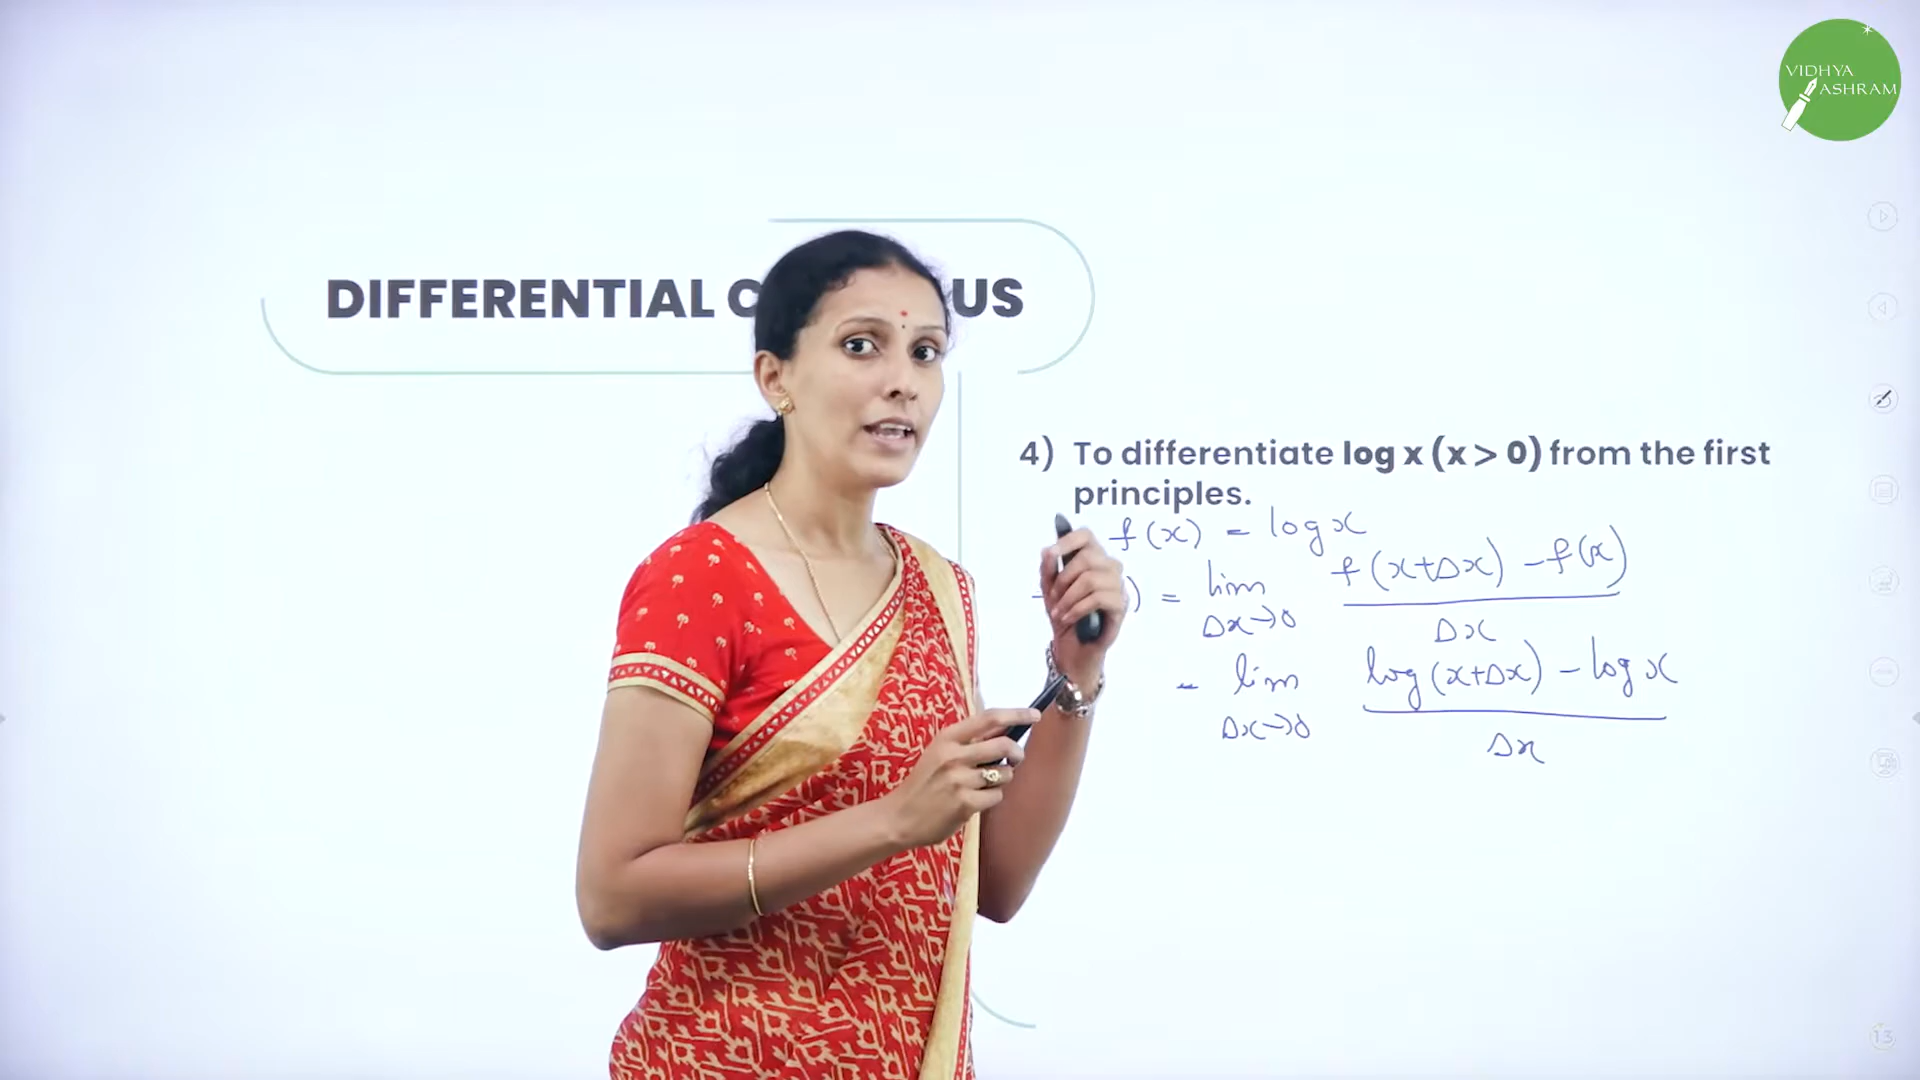 VIDHYA
ASHRAM
DIFFERENTIAL
US
4) To differentiate log x (x > 0) from the first
principles.
f(x) = log x
) = lim f(x+Δx) - f(x)
Δx→0 Δx
= lim log(x+Δx) - log x
Δx→0 Δx
13